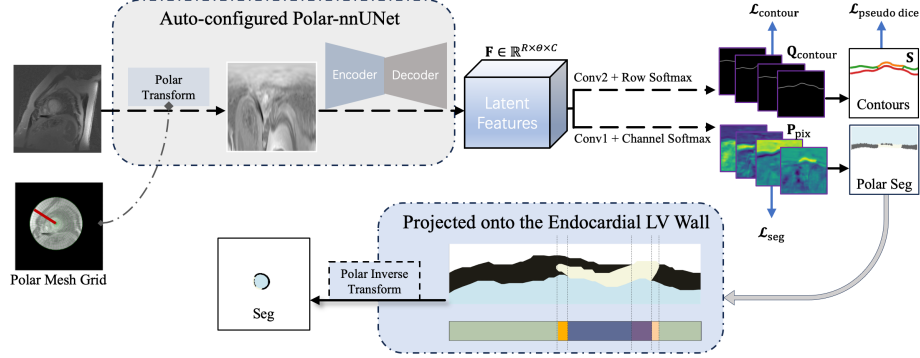 Auto-configured Polar-nnUNet
Polar
Transform
Encoder
Decoder
Polar Mesh Grid
𝐅 ∈ ℝ^{R×Θ×C}
Latent
Features
Conv2 + Row Softmax
Conv1 + Channel Softmax
ℒ_contour
𝐐_contour
ℒ_pseudo dice
𝐒
Contours
𝐏_pix
ℒ_seg
Polar Seg
Projected onto the Endocardial LV Wall
Polar Inverse
Transform
Seg